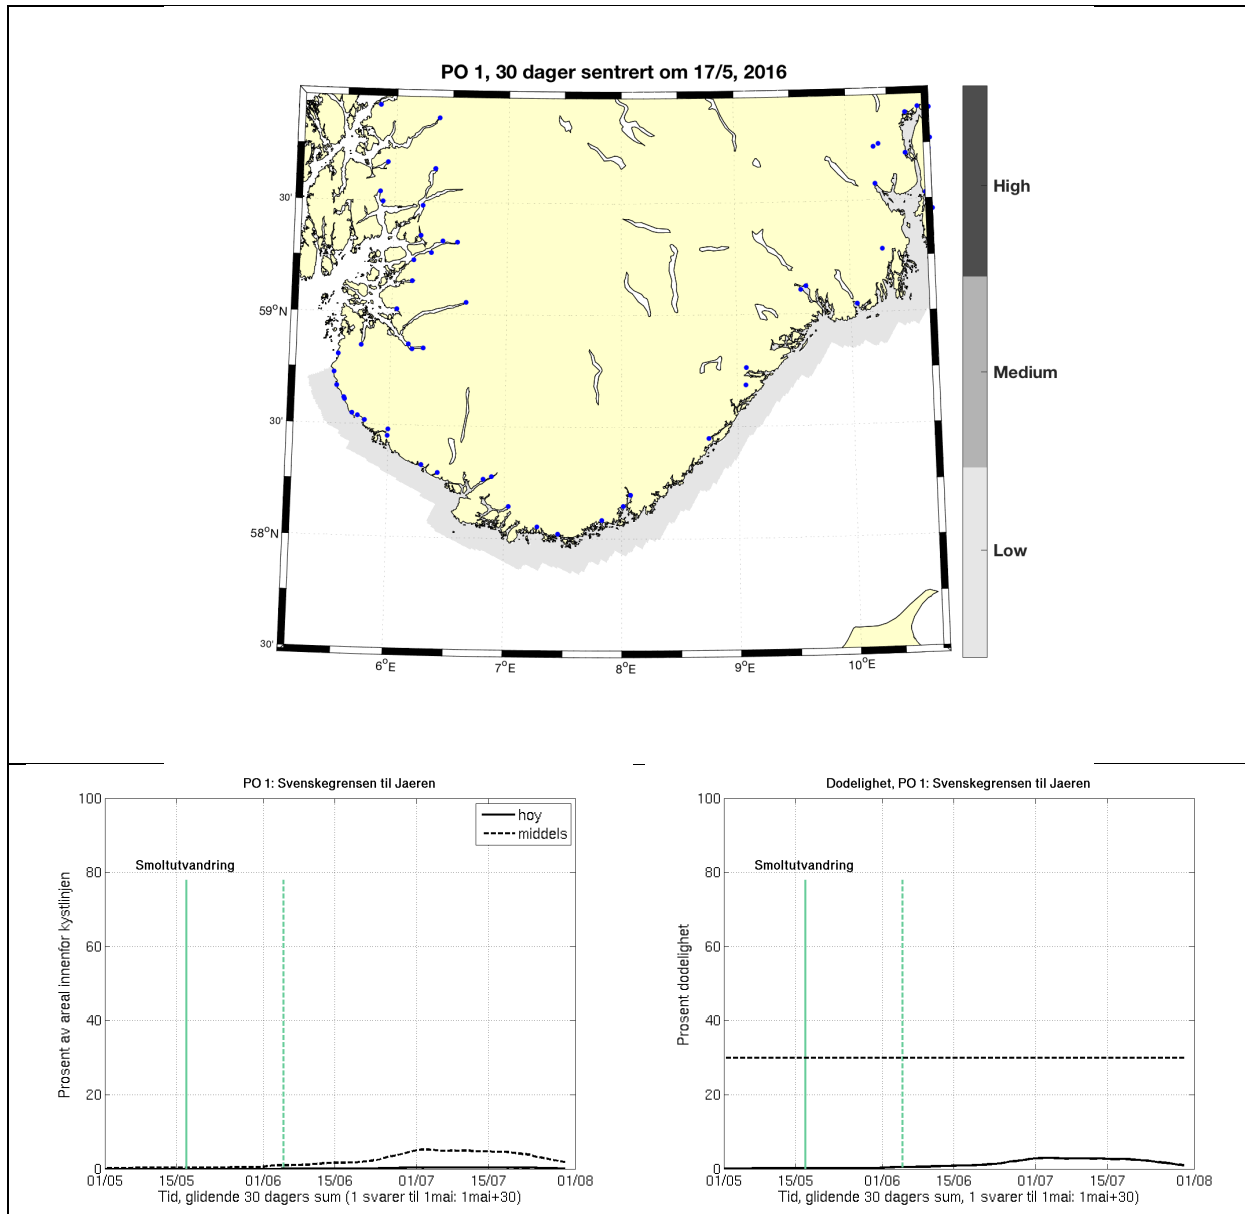 PO 1, 30 dager sentrert om 17/5, 2016
High
30'
59°N
Medium
30'
58°N
Low
30'
6°E
7°E
8°E
9°E
10°E
PO 1: Svenskegrensen til Jaeren
100
80
60
40
20
0
hoy
middels
Smoltutvandring
Prosent av areal innenfor kystlinjen
01/05
15/05
01/06
15/06
01/07
15/07
01/08
Tid, glidende 30 dagers sum (1 svarer til 1mai: 1mai+30)
Dodelighet, PO 1: Svenskegrensen til Jaeren
100
80
60
40
20
0
Smoltutvandring
Prosent dodelighet
01/05
15/05
01/06
15/06
01/07
15/07
01/08
Tid, glidende 30 dagers sum, 1 svarer til 1mai: 1mai+30)